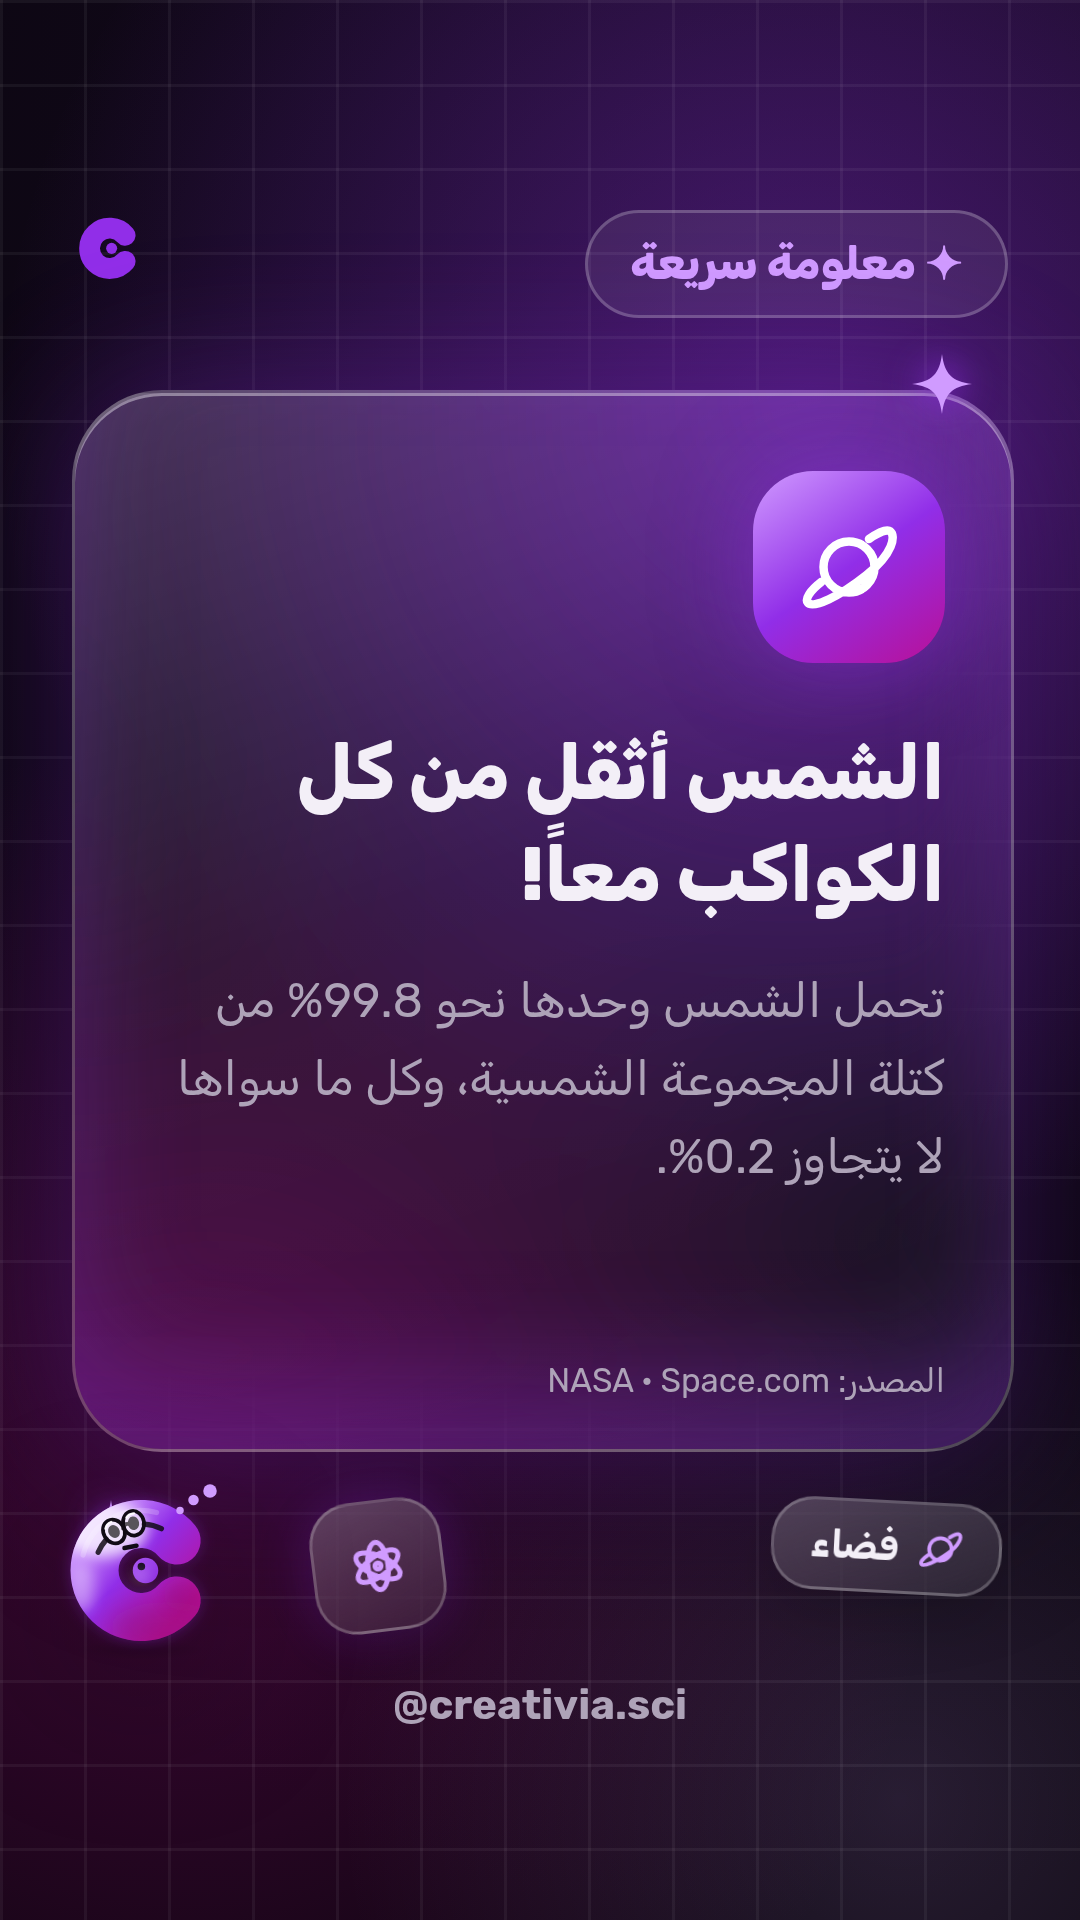 معلومة سريعة
الشمس أثقل من كل
الكواكب معاً!
تحمل الشمس وحدها نحو 99.8% من
كتلة المجموعة الشمسية، وكل ما سواها
لا يتجاوز 0.2%.
المصدر: NASA • Space.com
فضاء
@creativia.sci